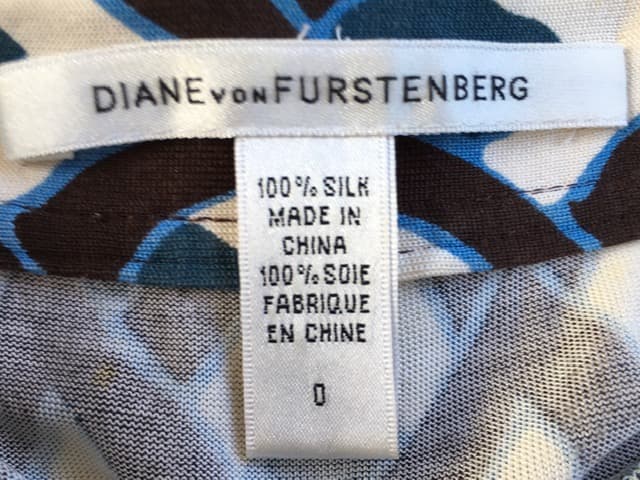 DIANE von FURSTENBERG
100% SILK
MADE IN
CHINA
100% SOIE
FABRIQUE
EN CHINE
0